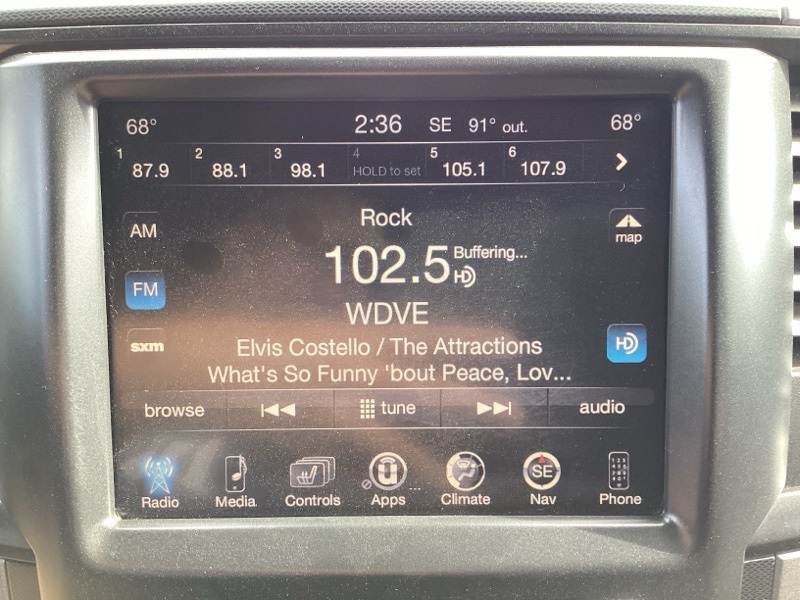 68° 2:36 SE 91° out. 68°
1 87.9 2 88.1 3 98.1 4 HOLD to set 5 105.1 6 107.9
Rock
AM
map
102.5 Buffering...
HD
FM
WDVE
HD
sxm
Elvis Costello / The Attractions
What's So Funny 'bout Peace, Lov...
browse tune audio
SE
Radio Media Controls Apps Climate Nav Phone